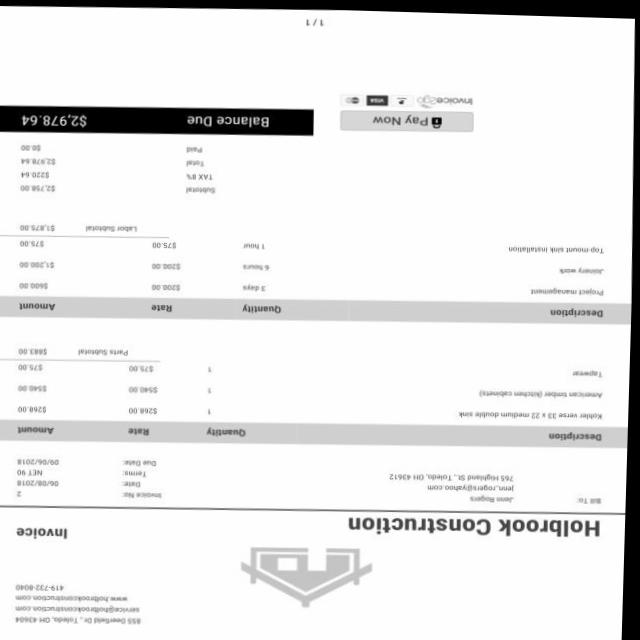 855 Deerfield Dr., Toledo, OH 43604
service@holbrookconstruction.com
www.holbrookconstruction.com
419-732-8040
Holbrook Construction
Invoice
Bill To: Jenn Rogers
jenn_rogers@yahoo.com
765 Highland St., Toledo, OH 43612
Invoice No: 2
Date: 06/08/2018
Terms: NET 90
Due Date: 09/06/2018
Description Quantity Rate Amount
Kohler verse 33 x 22 medium double sink 1 $268.00 $268.00
American timber (kitchen cabinets) 1 $540.00 $540.00
Tapwear 1 $75.00 $75.00
Parts Subtotal $883.00
Description Quantity Rate Amount
Project management 3 days $200.00 $600.00
Joinery work 6 hours $200.00 $1,200.00
Top-mount sink installation 1 hour $75.00 $75.00
Labor Subtotal $1,875.00
Subtotal $2,758.00
TAX 8% $220.64
Total $2,978.64
Paid $0.00
Pay Now
Balance Due $2,978.64
Invoice2go
VISA
1 / 1